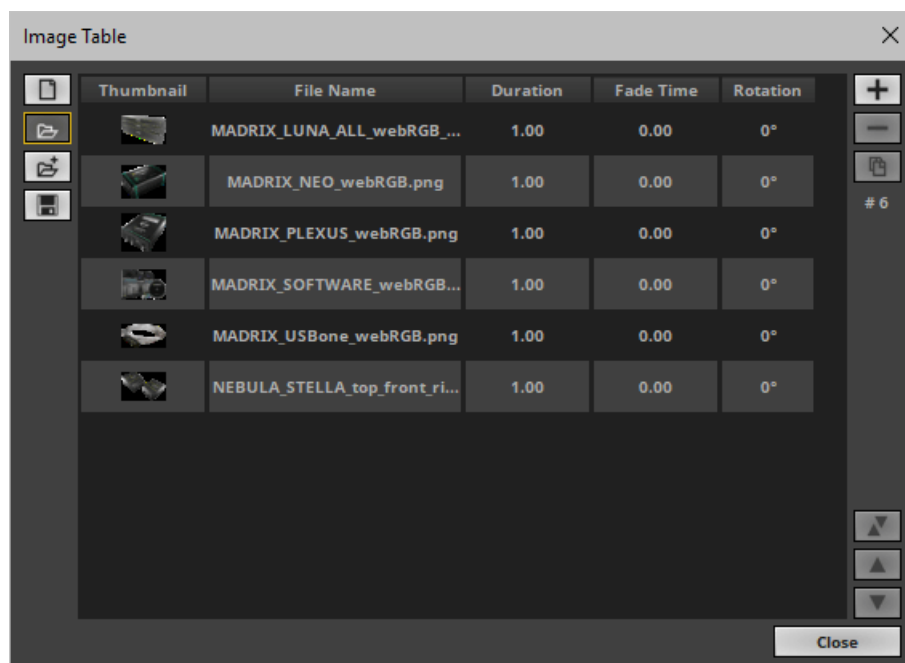 Image Table
Thumbnail File Name Duration Fade Time Rotation
MADRIX_LUNA_ALL_webRGB_... 1.00 0.00 0°
MADRIX_NEO_webRGB.png 1.00 0.00 0°
# 6
MADRIX_PLEXUS_webRGB.png 1.00 0.00 0°
MADRIX_SOFTWARE_webRGB... 1.00 0.00 0°
MADRIX_USBone_webRGB.png 1.00 0.00 0°
NEBULA_STELLA_top_front_ri... 1.00 0.00 0°
Close